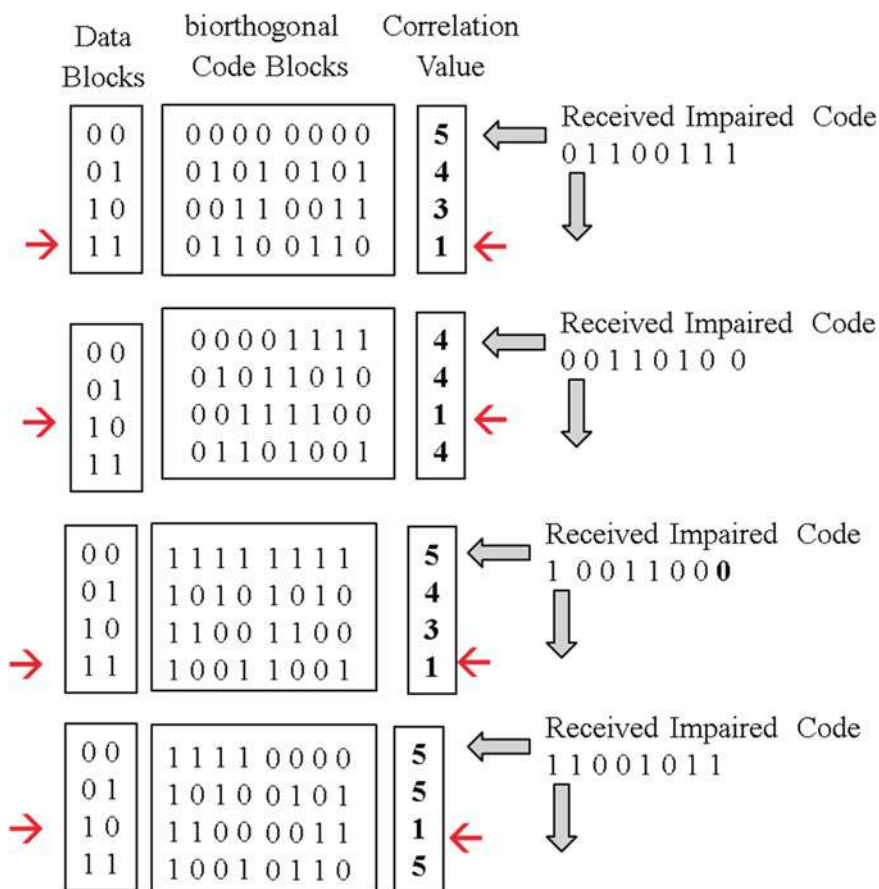 Data Blocks biorthogonal Code Blocks Correlation Value
0 0 0 0 0 0 0 0 0 0 5 Received Impaired Code
0 1 0 1 0 1 0 1 0 1 4 0 1 1 0 0 1 1 1
1 0 0 0 1 1 0 0 1 1 3
1 1 0 1 1 0 0 1 1 0 1
0 0 0 0 0 0 1 1 1 1 4 Received Impaired Code
0 1 0 1 0 1 1 0 1 0 4 0 0 1 1 0 1 0 0
1 0 0 0 1 1 1 1 0 0 1
1 1 0 1 1 0 1 0 0 1 4
0 0 1 1 1 1 1 1 1 1 5 Received Impaired Code
0 1 1 0 1 0 1 0 1 0 4 1 0 0 1 1 0 0 0
1 0 1 1 0 0 1 1 0 0 3
1 1 1 0 0 1 1 0 0 1 1
0 0 1 1 1 1 0 0 0 0 5 Received Impaired Code
0 1 1 0 1 0 0 1 0 1 5 1 1 0 0 1 0 1 1
1 0 1 1 0 0 0 0 1 1 1
1 1 1 0 0 1 0 1 1 0 5